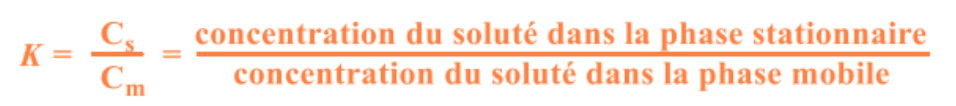 K = Cs / Cm = concentration du soluté dans la phase stationnaire / concentration du soluté dans la phase mobile